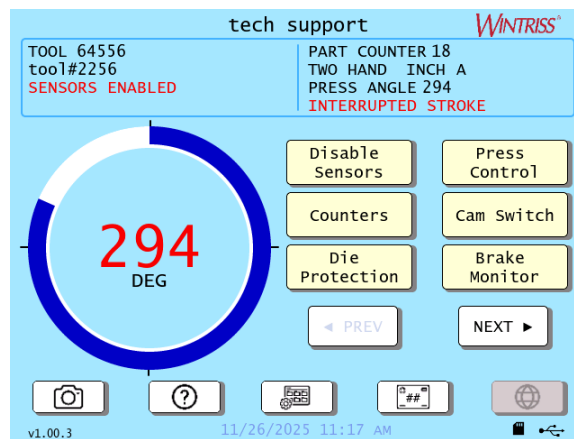 tech support
WINTRISS®
TOOL 64556
tool#2256
SENSORS ENABLED
PART COUNTER 18
TWO HAND INCH A
PRESS ANGLE 294
INTERRUPTED STROKE
294
DEG
Disable Sensors
Press Control
Counters
Cam Switch
Die Protection
Brake Monitor
◄ PREV
NEXT ►
?
##
v1.00.3
11/26/2025 11:17 AM